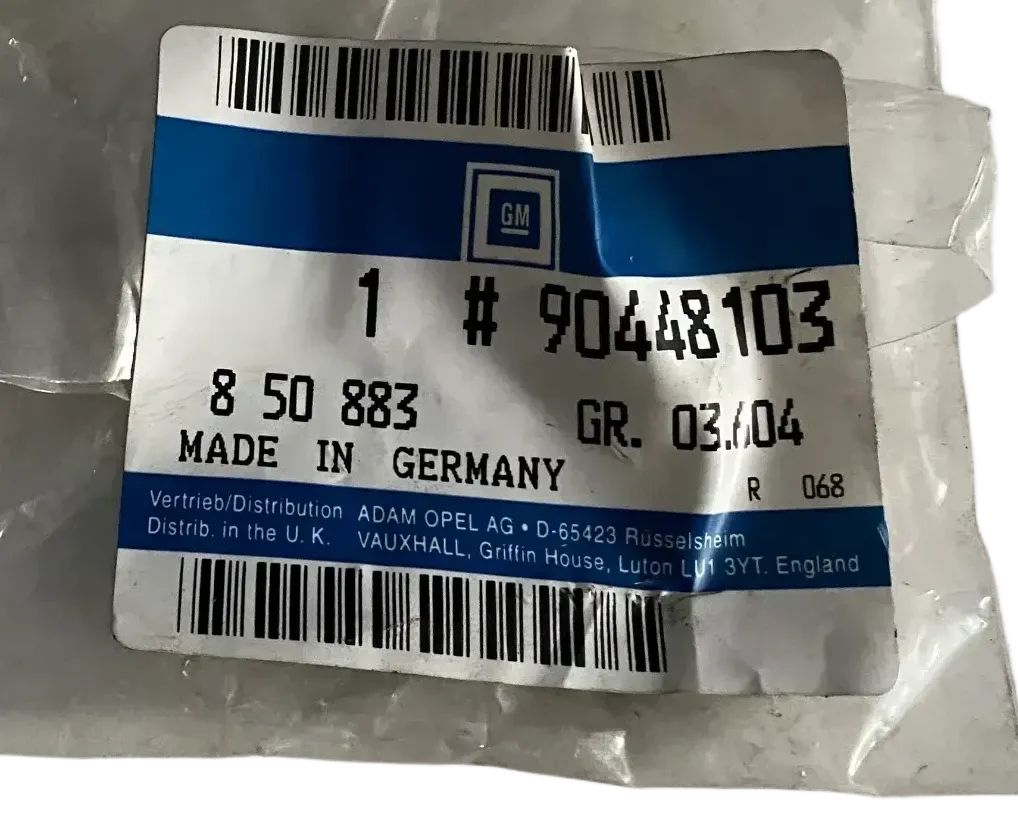 GM
1 # 90448103
8 50 883 GR. 03.604
MADE IN GERMANY
R 068
Vertrieb/Distribution ADAM OPEL AG • D-65423 Rüsselsheim
Distrib. in the U. K. VAUXHALL, Griffin House, Luton LU1 3YT. England